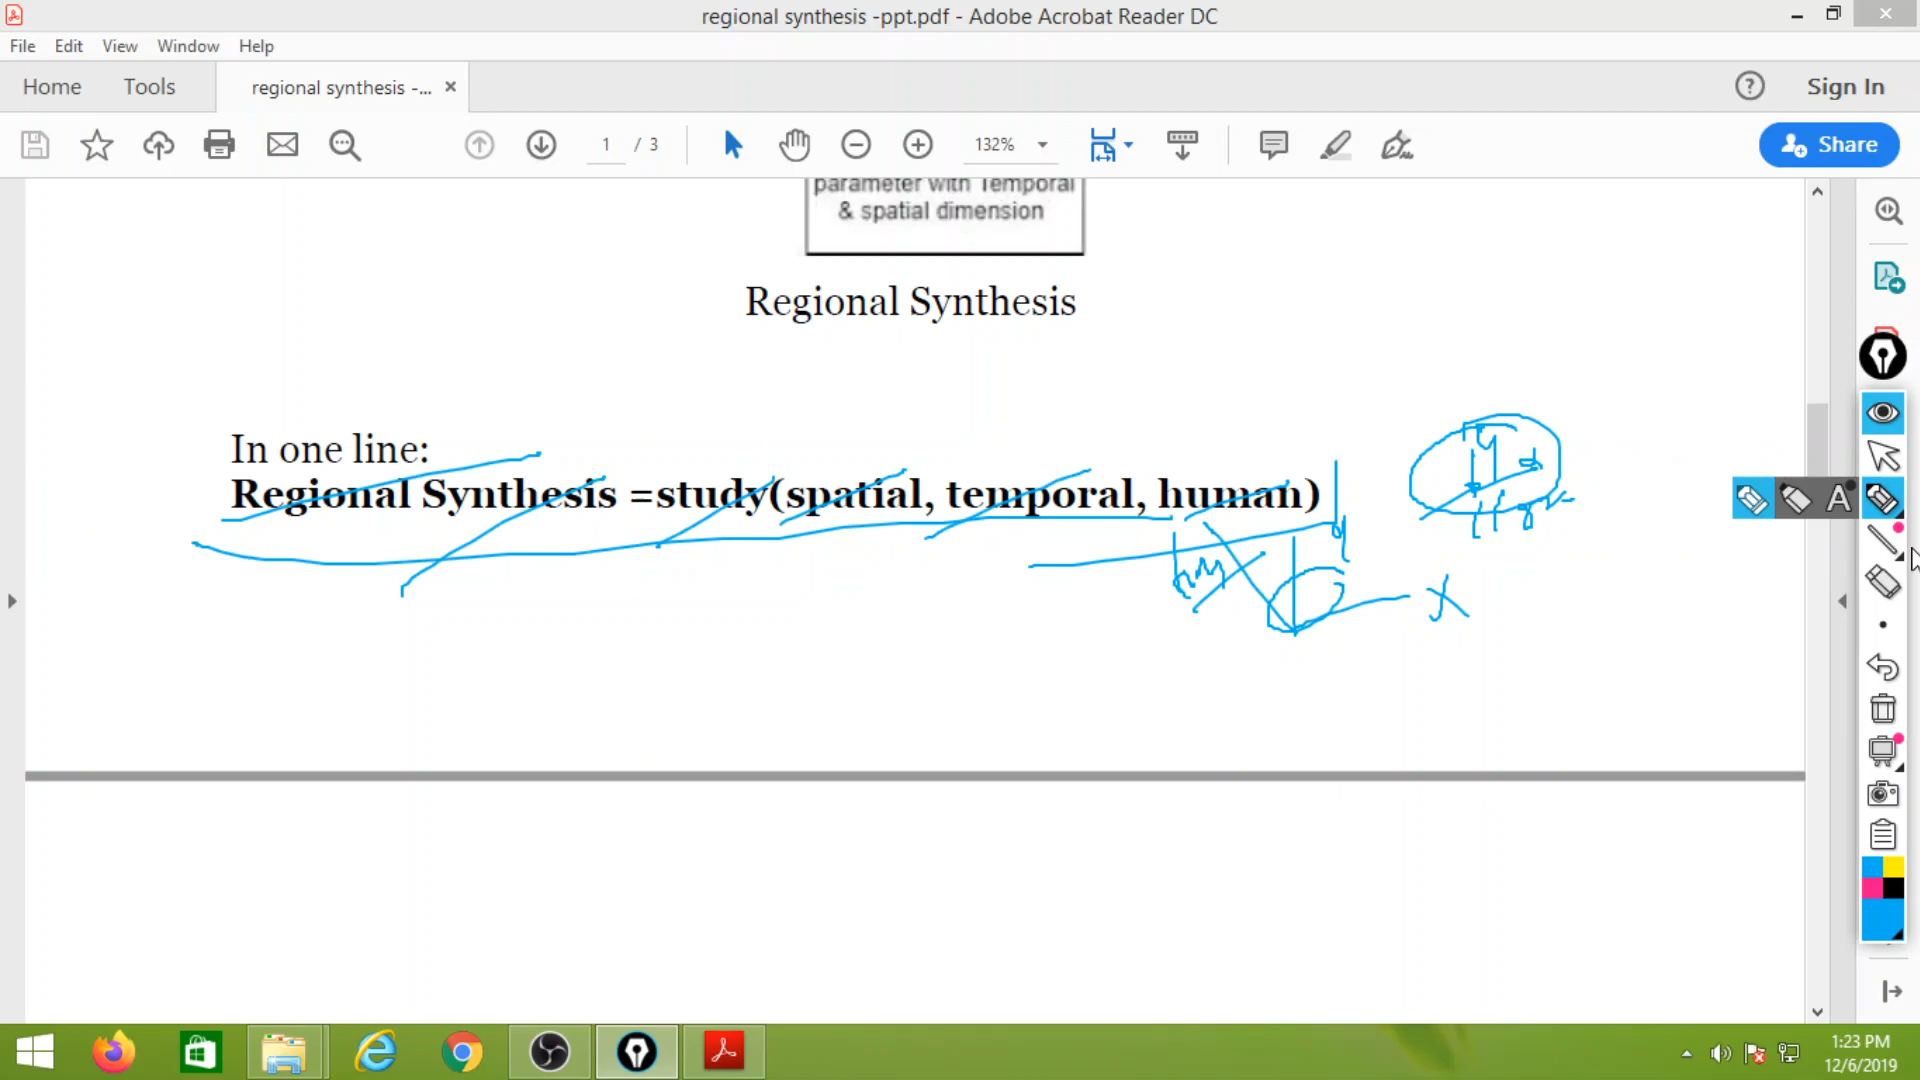 regional synthesis -ppt.pdf - Adobe Acrobat Reader DC
File Edit View Window Help
Home Tools regional synthesis -... × Sign In
1 / 3 132% Share
parameter with Temporal
& spatial dimension
Regional Synthesis
In one line:
Regional Synthesis =study(spatial, temporal, human)
y
hm
X
A
1:23 PM
12/6/2019